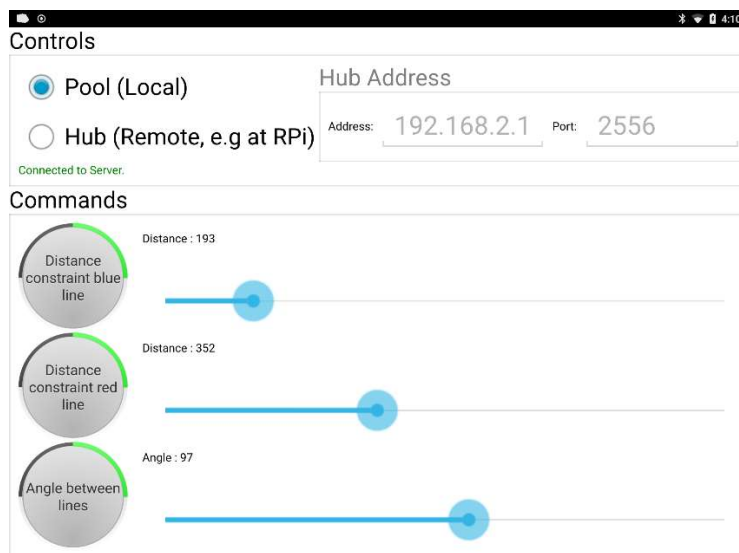 4:10
Controls
Pool (Local)
Hub Address
Hub (Remote, e.g at RPi)
Address: 192.168.2.1 Port: 2556
Connected to Server.
Commands
Distance
constraint blue
line
Distance : 193
Distance
constraint red
line
Distance : 352
Angle between
lines
Angle : 97